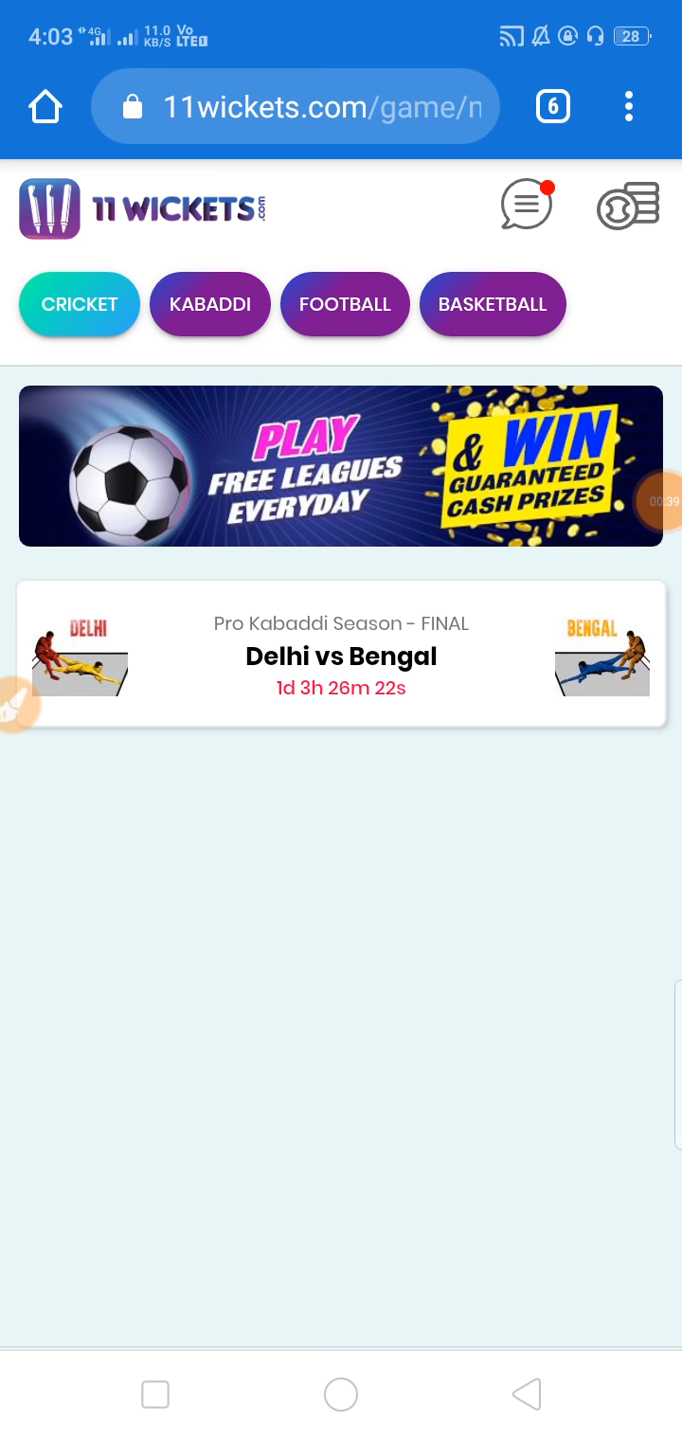 4:03 4G 11.0 KB/S Vo LTE 28
11wickets.com/game/n
6
11 WICKETS.com
CRICKET KABADDI FOOTBALL BASKETBALL
PLAY
FREE LEAGUES
EVERYDAY
& WIN
GUARANTEED
CASH PRIZES
00:39
DELHI
Pro Kabaddi Season - FINAL
BENGAL
Delhi vs Bengal
1d 3h 26m 22s